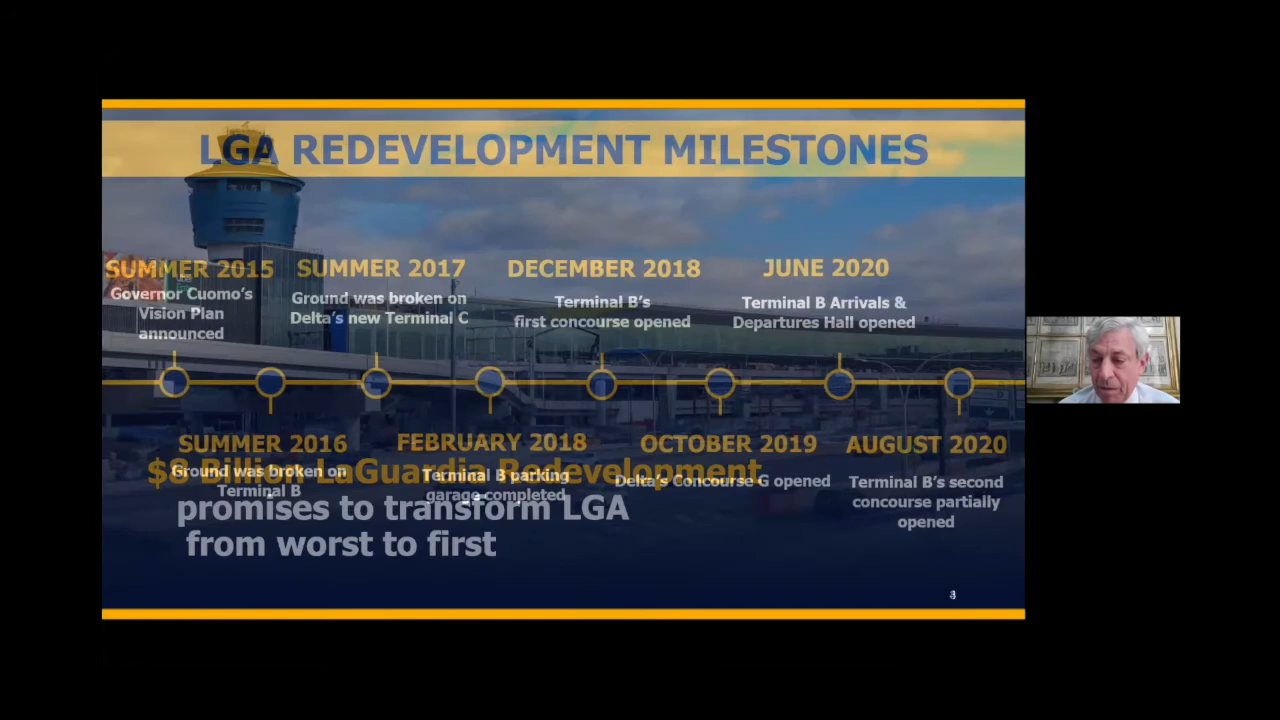 LGA REDEVELOPMENT MILESTONES
SUMMER 2015
Governor Cuomo's
Vision Plan
announced
SUMMER 2017
Ground was broken on
Delta's new Terminal C
DECEMBER 2018
Terminal B's
first concourse opened
JUNE 2020
Terminal B Arrivals &
Departures Hall opened
SUMMER 2016
Ground was broken on
Terminal B
FEBRUARY 2018
Terminal B parking
garage completed
OCTOBER 2019
Delta's Concourse G opened
AUGUST 2020
Terminal B's second
concourse partially
opened
$8 Billion LaGuardia Redevelopment
promises to transform LGA
from worst to first